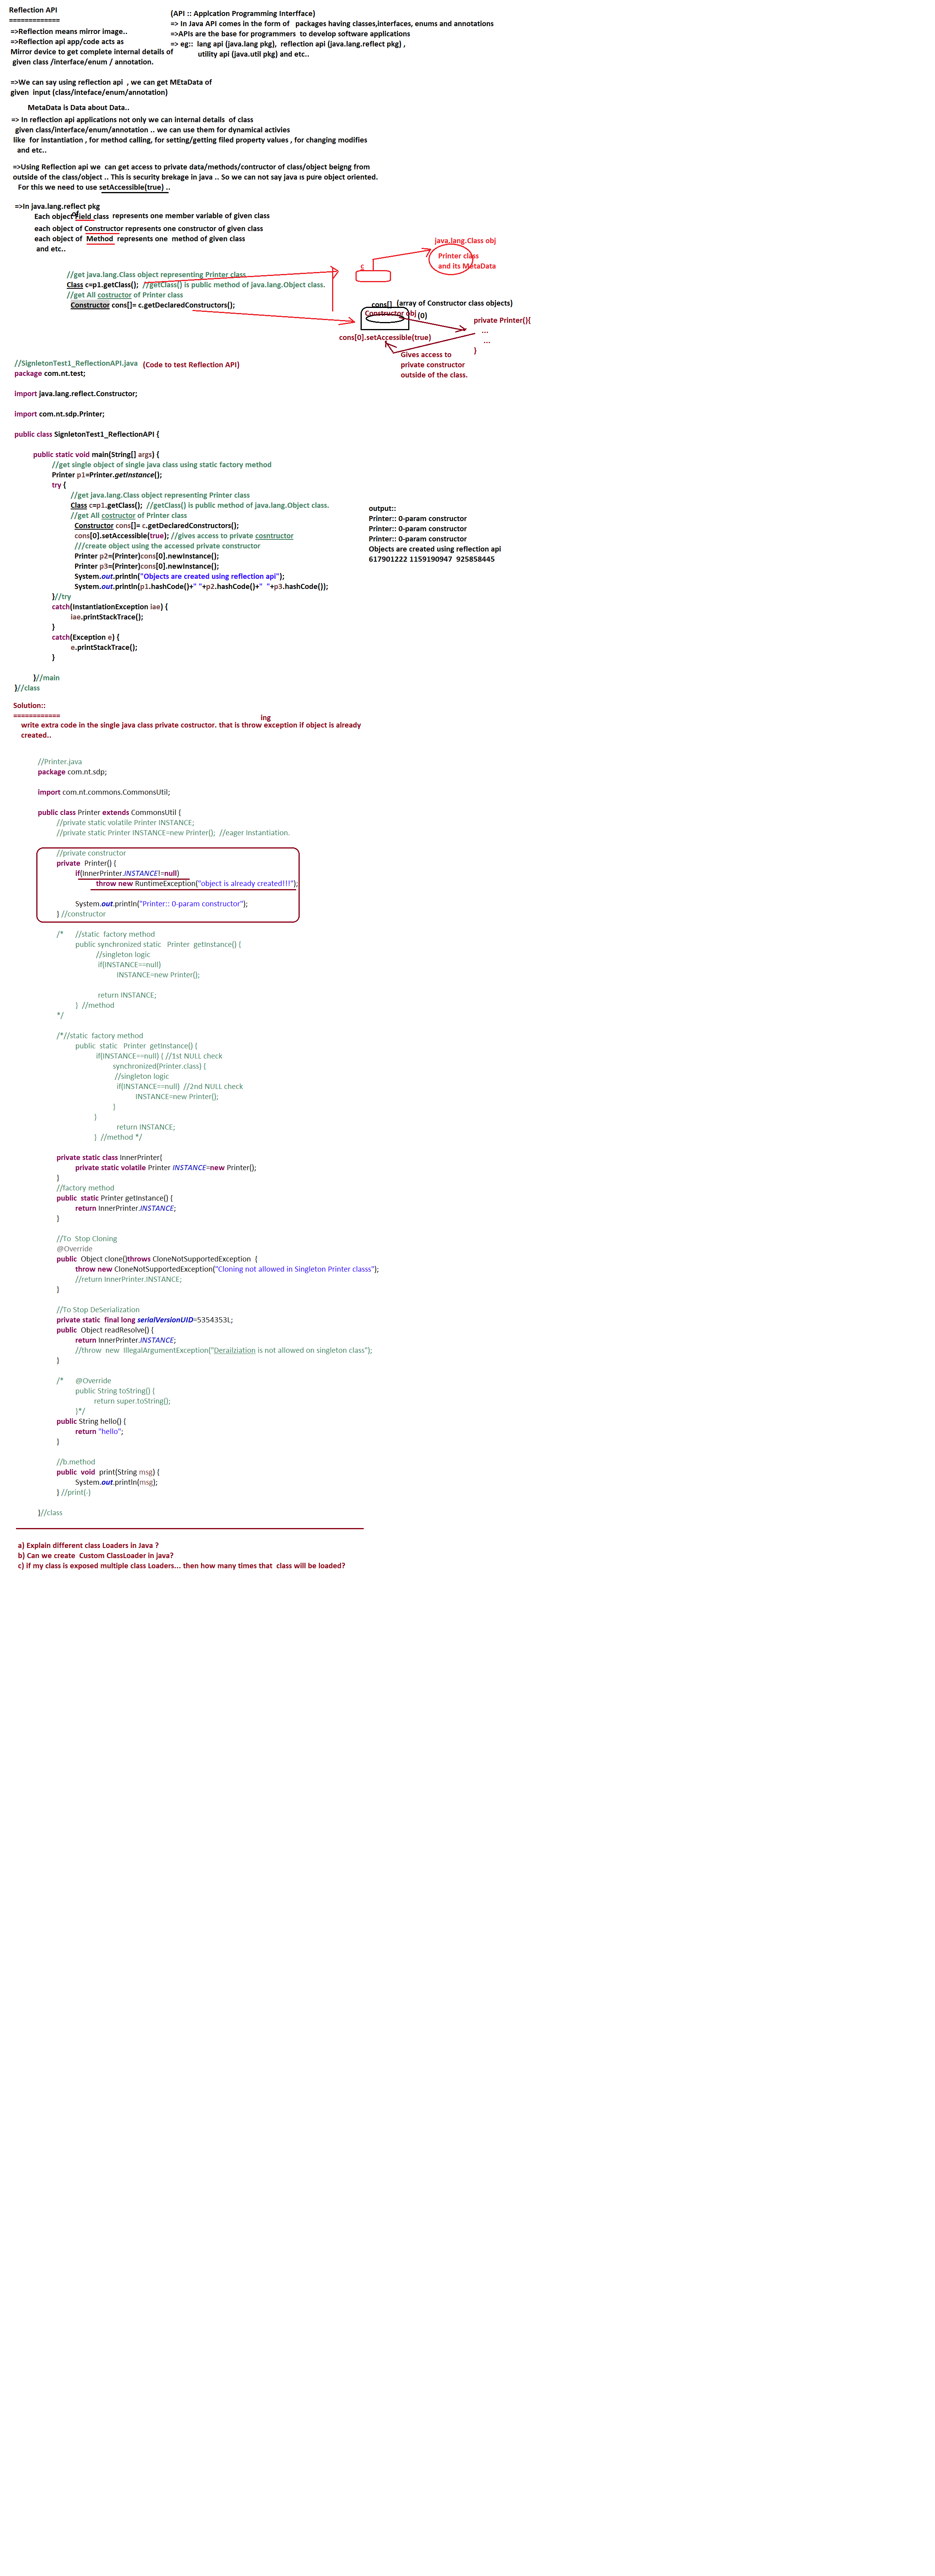 Reflection API
=============
=>Reflection means mirror image..
=>Reflection api app/code acts as
Mirror device to get complete internal details of
given class /interface/enum / annotation.
(API :: Applcation Programming Interfface)
=> In Java API comes in the form of packages having classes,interfaces, enums and annotations
=>APIs are the base for programmers to develop software applications
=> eg:: lang api (java.lang pkg), reflection api (java.lang.reflect pkg) ,
utility api (java.util pkg) and etc..
=>We can say using reflection api , we can get MEtaData of
given input (class/inteface/enum/annotation)
MetaData is Data about Data..
=> In reflection api applications not only we can internal details of class
given class/interface/enum/annotation .. we can use them for dynamical activies
like for instantiation , for method calling, for setting/getting filed property values , for changing modifies
and etc..
=>Using Reflection api we can get access to private data/methods/contructor of class/object beigng from
outside of the class/object .. This is security brekage in java .. So we can not say java is pure object oriented.
For this we need to use setAccessible(true) ..
=>In java.lang.reflect pkg
Each object of Field class represents one member variable of given class
each object of Constructor represents one constructor of given class
each object of Method represents one method of given class
and etc..
//get java.lang.Class object representing Printer class
Class c=p1.getClass(); //getClass() is public method of java.lang.Object class.
//get All costructor of Printer class
Constructor cons[]= c.getDeclaredConstructors();
java.lang.Class obj
c
Printer class
and its MetaData
cons[] (array of Constructor class objects)
Constructor obj (0)
cons[0].setAccessible(true)
private Printer(){
...
...
}
Gives access to
private constructor
outside of the class.
//SignletonTest1_ReflectionAPI.java (Code to test Reflection API)
package com.nt.test;
import java.lang.reflect.Constructor;
import com.nt.sdp.Printer;
public class SignletonTest1_ReflectionAPI {
public static void main(String[] args) {
//get single object of single java class using static factory method
Printer p1=Printer.getInstance();
try {
//get java.lang.Class object representing Printer class
Class c=p1.getClass(); //getClass() is public method of java.lang.Object class.
//get All costructor of Printer class
Constructor cons[]= c.getDeclaredConstructors();
cons[0].setAccessible(true); //gives access to private cosntructor
///create object using the accessed private constructor
Printer p2=(Printer)cons[0].newInstance();
Printer p3=(Printer)cons[0].newInstance();
System.out.println("Objects are created using reflection api");
System.out.println(p1.hashCode()+" "+p2.hashCode()+" "+p3.hashCode());
}//try
catch(InstantiationException iae) {
iae.printStackTrace();
}
catch(Exception e) {
e.printStackTrace();
}
}//main
}//class
output::
Printer:: 0-param constructor
Printer:: 0-param constructor
Printer:: 0-param constructor
Objects are created using reflection api
617901222 1159190947 925858445
Solution::
============
ing
write extra code in the single java class private costructor. that is throw exception if object is already
created..
//Printer.java
package com.nt.sdp;
import com.nt.commons.CommonsUtil;
public class Printer extends CommonsUtil {
//private static volatile Printer INSTANCE;
//private static Printer INSTANCE=new Printer(); //eager Instantiation.
//private constructor
private Printer() {
if(InnerPrinter.INSTANCE!=null)
throw new RuntimeException("object is already created!!!");
System.out.println("Printer:: 0-param constructor");
} //constructor
/* //static factory method
public synchronized static Printer getInstance() {
//singleton logic
if(INSTANCE==null)
INSTANCE=new Printer();
return INSTANCE;
} //method
*/
/*//static factory method
public static Printer getInstance() {
if(INSTANCE==null) { //1st NULL check
synchronized(Printer.class) {
//singleton logic
if(INSTANCE==null) //2nd NULL check
INSTANCE=new Printer();
}
}
return INSTANCE;
} //method */
private static class InnerPrinter{
private static volatile Printer INSTANCE=new Printer();
}
//factory method
public static Printer getInstance() {
return InnerPrinter.INSTANCE;
}
//To Stop Cloning
@Override
public Object clone()throws CloneNotSupportedException {
throw new CloneNotSupportedException("Cloning not allowed in Singleton Printer classs");
//return InnerPrinter.INSTANCE;
}
//To Stop DeSerialization
private static final long serialVersionUID=5354353L;
public Object readResolve() {
return InnerPrinter.INSTANCE;
//throw new IllegalArgumentException("Derailziation is not allowed on singleton class");
}
/* @Override
public String toString() {
return super.toString();
}*/
public String hello() {
return "hello";
}
//b.method
public void print(String msg) {
System.out.println(msg);
} //print(-)
}//class
a) Explain different class Loaders in Java ?
b) Can we create Custom ClassLoader in java?
c) if my class is exposed multiple class Loaders... then how many times that class will be loaded?